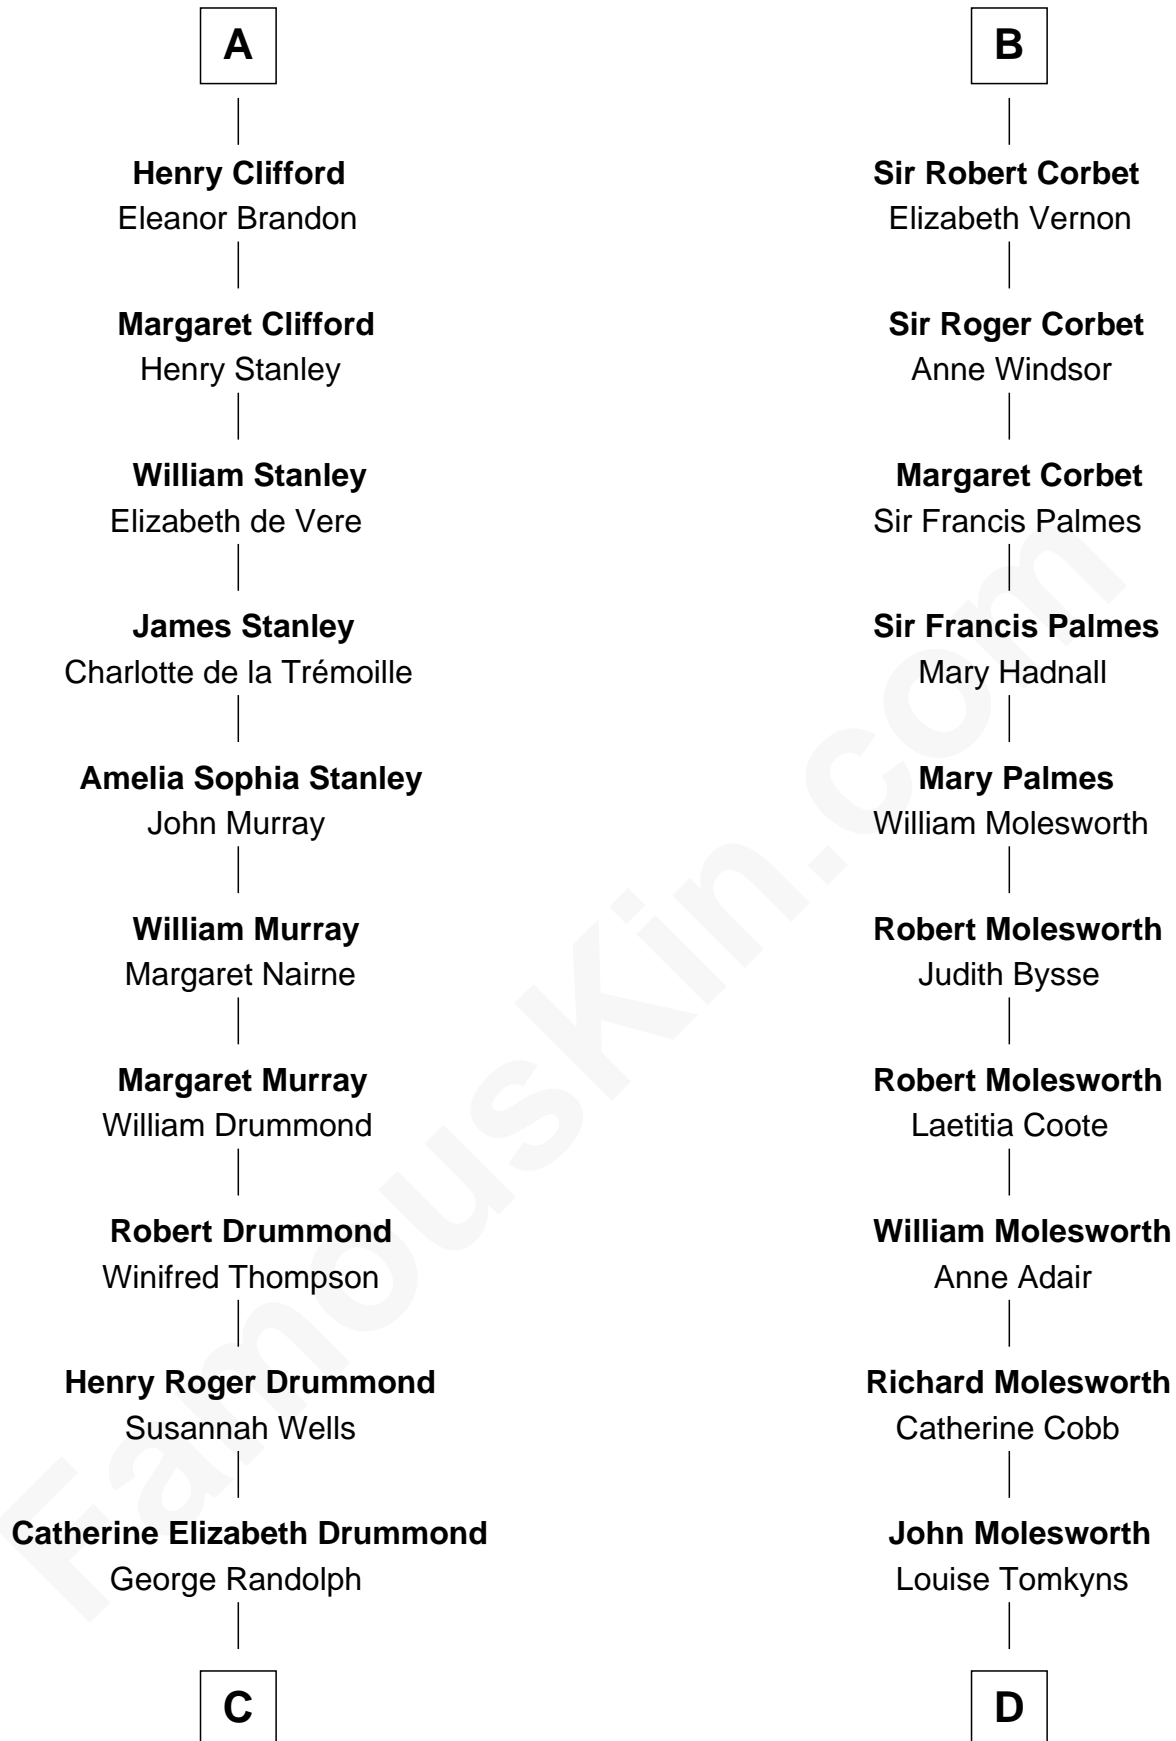 A
Henry Clifford
Eleanor Brandon
Margaret Clifford
Henry Stanley
William Stanley
Elizabeth de Vere
James Stanley
Charlotte de la Trémoille
Amelia Sophia Stanley
John Murray
William Murray
Margaret Nairne
Margaret Murray
William Drummond
Robert Drummond
Winifred Thompson
Henry Roger Drummond
Susannah Wells
Catherine Elizabeth Drummond
George Randolph
C
B
Sir Robert Corbet
Elizabeth Vernon
Sir Roger Corbet
Anne Windsor
Margaret Corbet
Sir Francis Palmes
Sir Francis Palmes
Mary Hadnall
Mary Palmes
William Molesworth
Robert Molesworth
Judith Bysse
Robert Molesworth
Laetitia Coote
William Molesworth
Anne Adair
Richard Molesworth
Catherine Cobb
John Molesworth
Louise Tomkyns
D
FamousKin.com